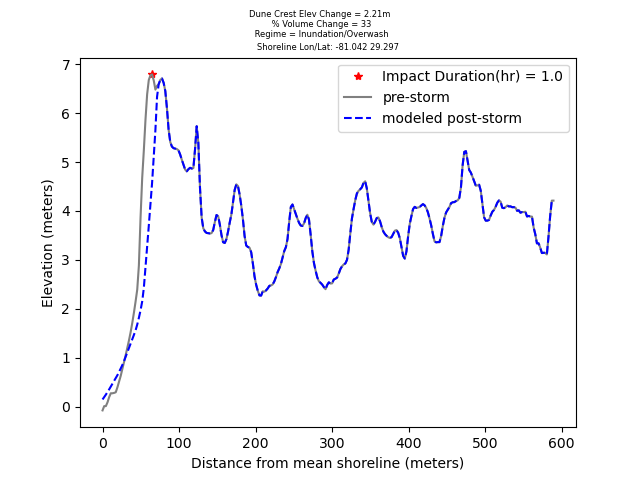 Dune Crest Elev Change = 2.21m
% Volume Change = 33
Regime = Inundation/Overwash
Shoreline Lon/Lat: -81.042 29.297
Impact Duration(hr) = 1.0
pre-storm
modeled post-storm
Elevation (meters)
7
6
5
4
3
2
1
0
0 100 200 300 400 500 600
Distance from mean shoreline (meters)